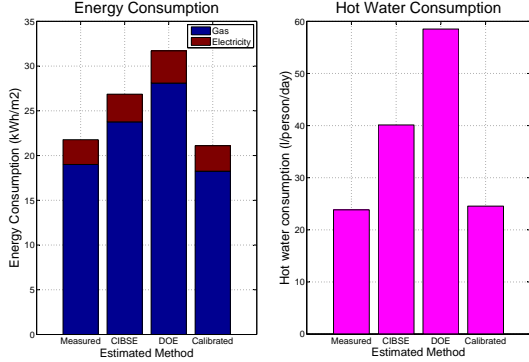 Energy Consumption
Energy Consumption (kWh/m2)
35
30
25
20
15
10
5
0
Gas
Electricity
Measured CIBSE DOE Calibrated
Estimated Method
Hot Water Consumption
Hot water consumption (l/person/day)
60
50
40
30
20
10
0
Measured CIBSE DOE Calibrated
Estimated Method